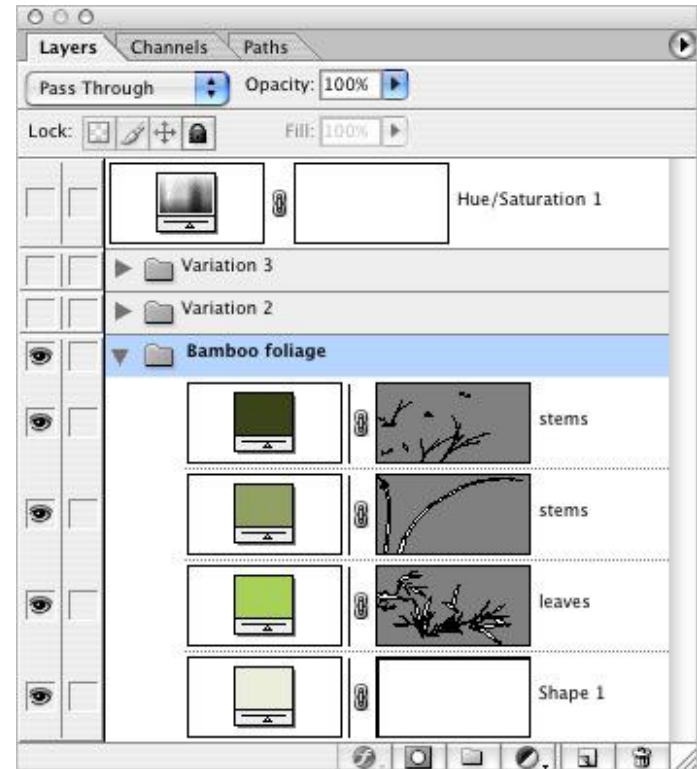 Layers Channels Paths
Pass Through Opacity: 100%
Lock: Fill: 100%
Hue/Saturation 1
Variation 3
Variation 2
Bamboo foliage
stems
stems
leaves
Shape 1